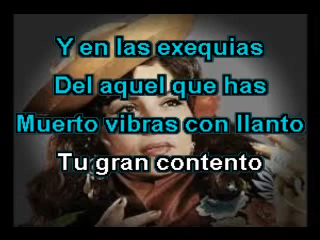 Y en las exequias
Del aquel que has
Muerto vibras con llanto
Tu gran contento